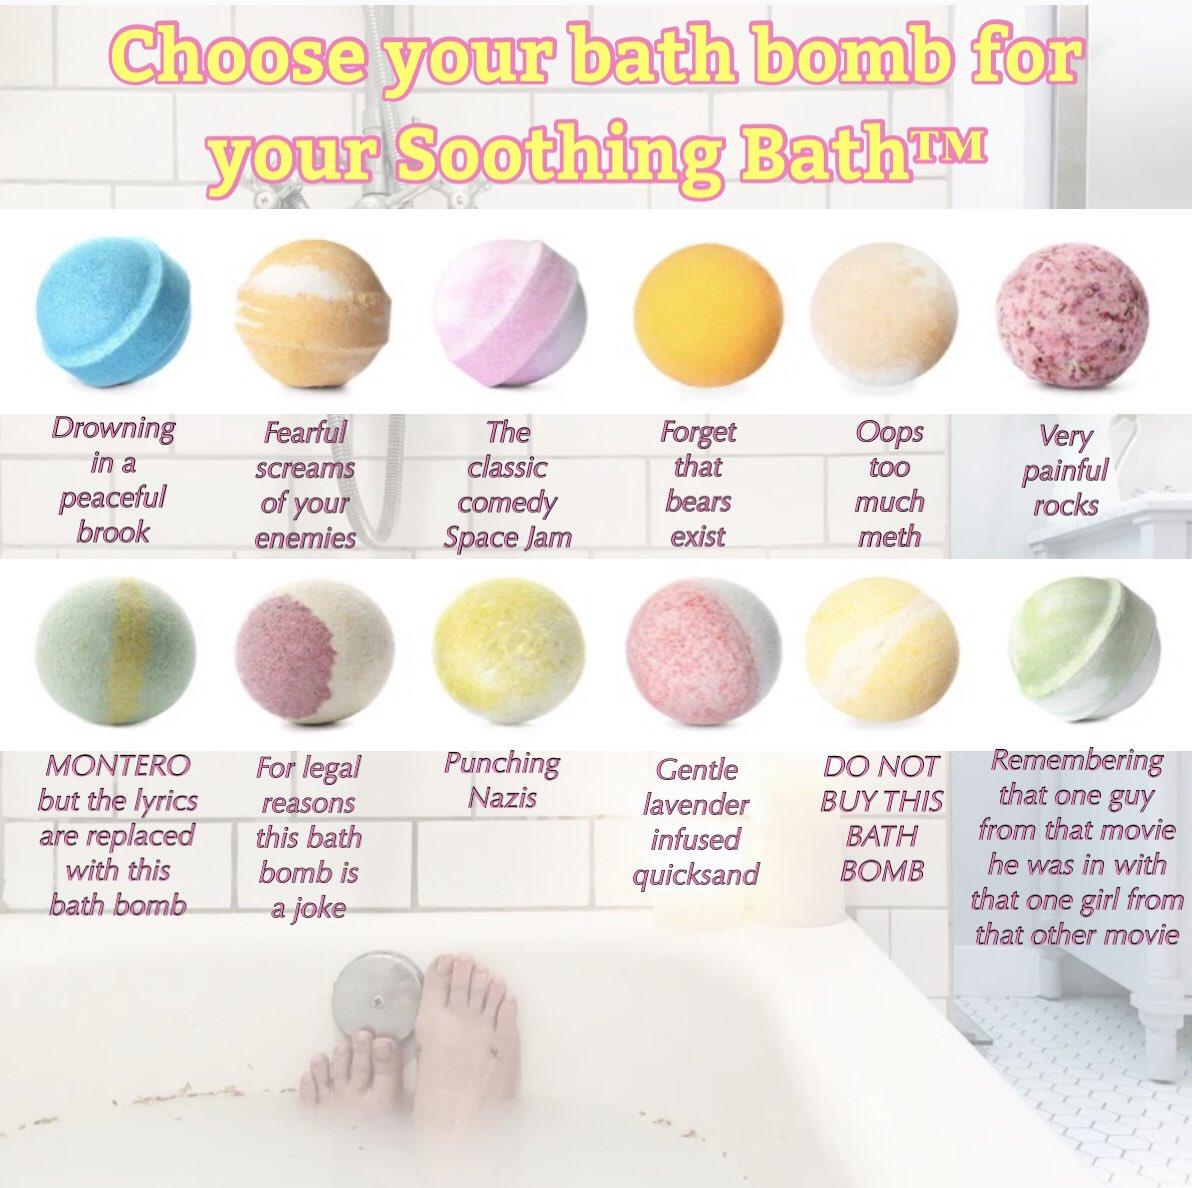 Choose your bath bomb for
your Soothing Bath™
Drowning
in a
peaceful
brook
Fearful
screams
of your
enemies
The
classic
comedy
Space Jam
Forget
that
bears
exist
Oops
too
much
meth
Very
painful
rocks
MONTERO
but the lyrics
are replaced
with this
bath bomb
For legal
reasons
this bath
bomb is
a joke
Punching
Nazis
Gentle
lavender
infused
quicksand
DO NOT
BUY THIS
BATH
BOMB
Remembering
that one guy
from that movie
he was in with
that one girl from
that other movie